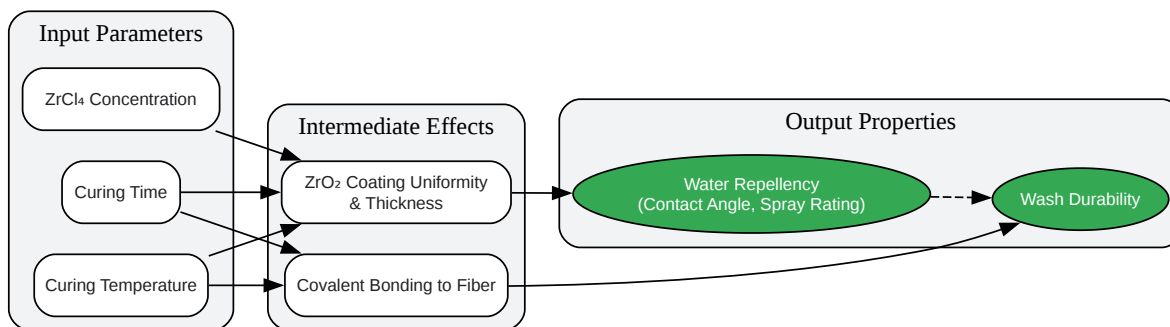 Input Parameters
ZrCl₄ Concentration
Curing Time
Curing Temperature
Intermediate Effects
ZrO₂ Coating Uniformity
& Thickness
Covalent Bonding to Fiber
Output Properties
Water Repellency
(Contact Angle, Spray Rating)
Wash Durability